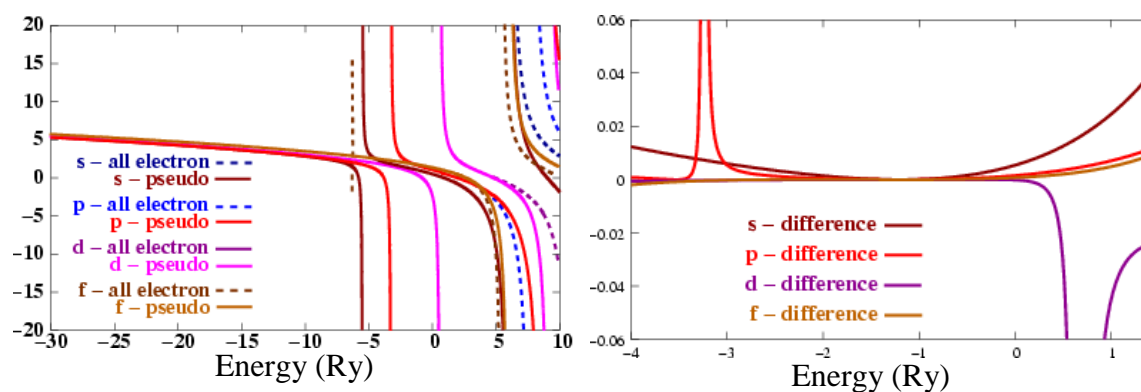 20
15
10
5
0
−5
−10
−15
−20
s − all electron
s − pseudo
p − all electron
p − pseudo
d − all electron
d − pseudo
f − all electron
f − pseudo
−30 −25 −20 −15 −10 −5 0 5 10
Energy (Ry)
0.06
0.04
0.02
0
−0.02
−0.04
−0.06
s − difference
p − difference
d − difference
f − difference
−4 −3 −2 −1 0 1
Energy (Ry)